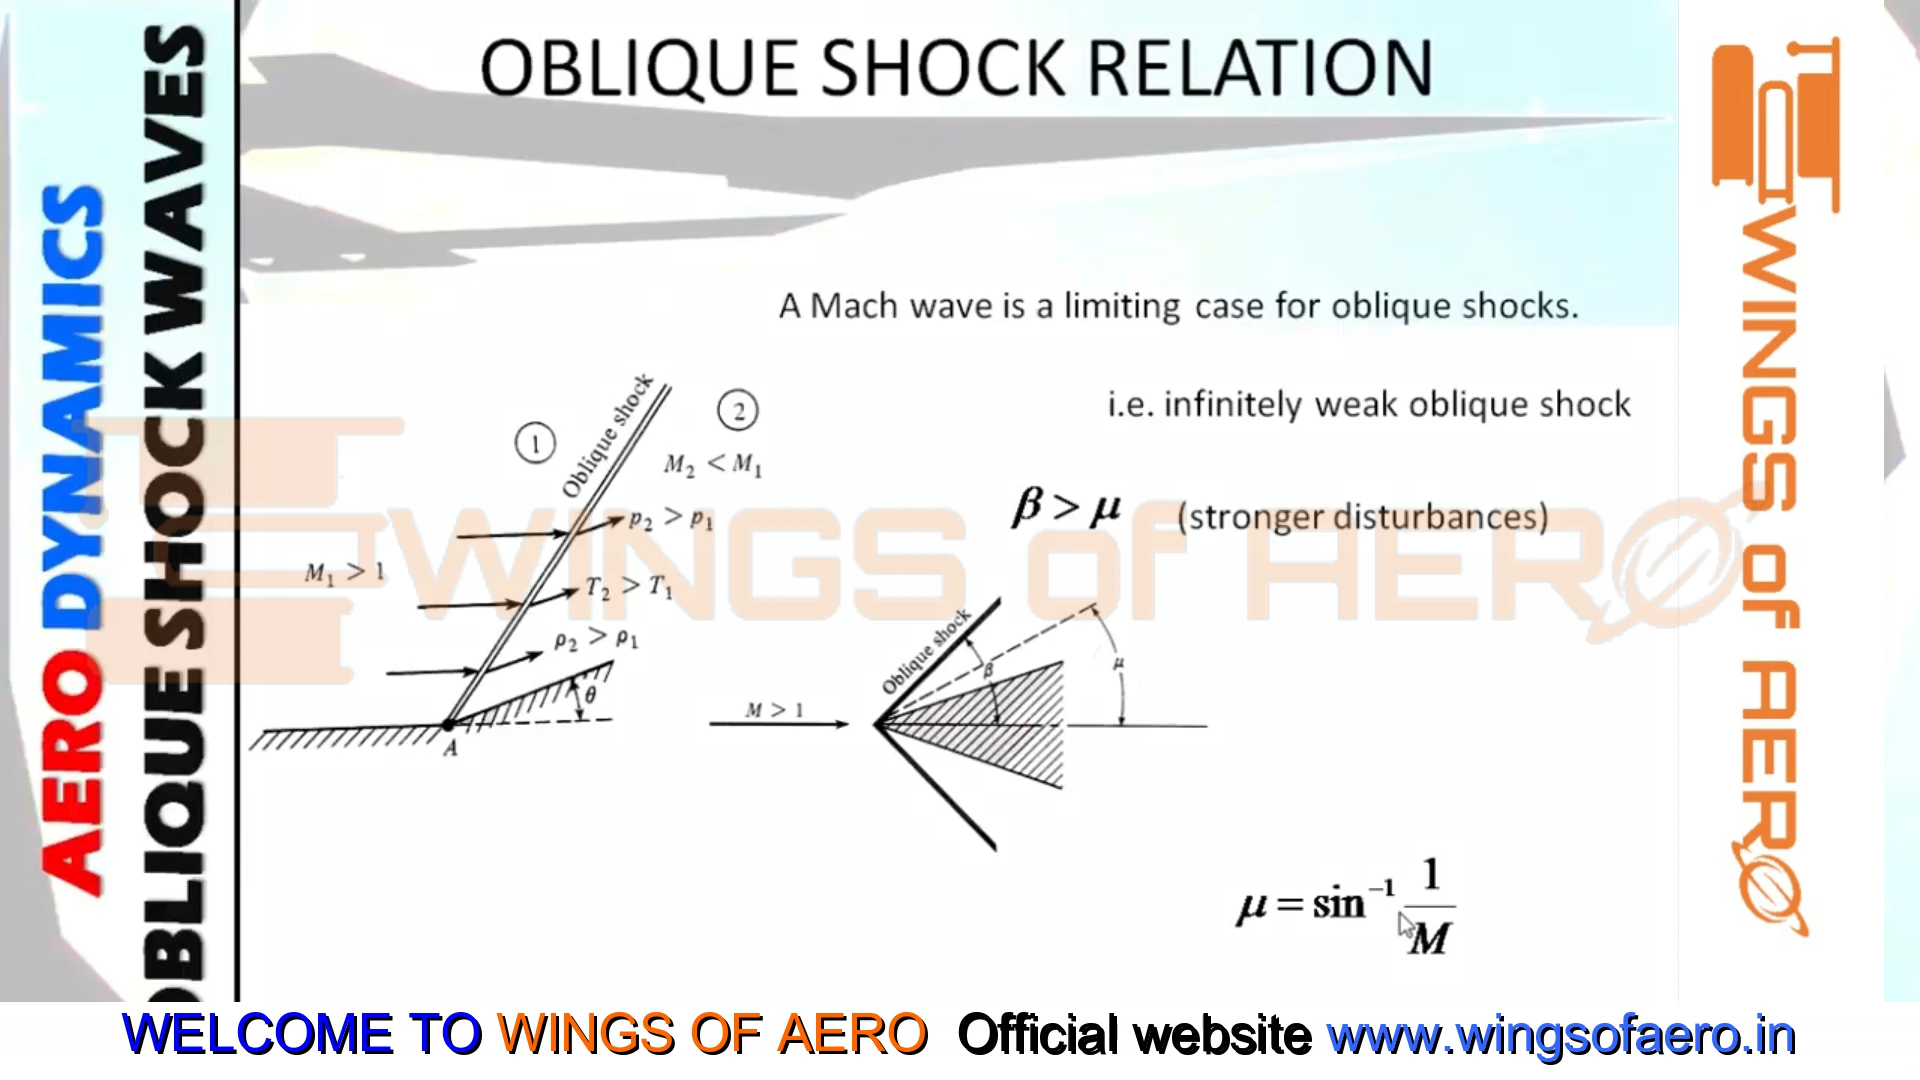 OBLIQUE SHOCK RELATION
AERO DYNAMICS
OBLIQUE SHOCK WAVES
WINGS OF AERO
A Mach wave is a limiting case for oblique shocks.
i.e. infinitely weak oblique shock
β > μ (stronger disturbances)
1
2
Oblique shock
M₂ < M₁
p₂ > p₁
M₁ > 1
T₂ > T₁
ρ₂ > ρ₁
θ
A
WINGS of AERO
Oblique shock
β
μ
M > 1
μ = sin⁻¹ 1/M
WELCOME TO WINGS OF AERO Official website www.wingsofaero.in